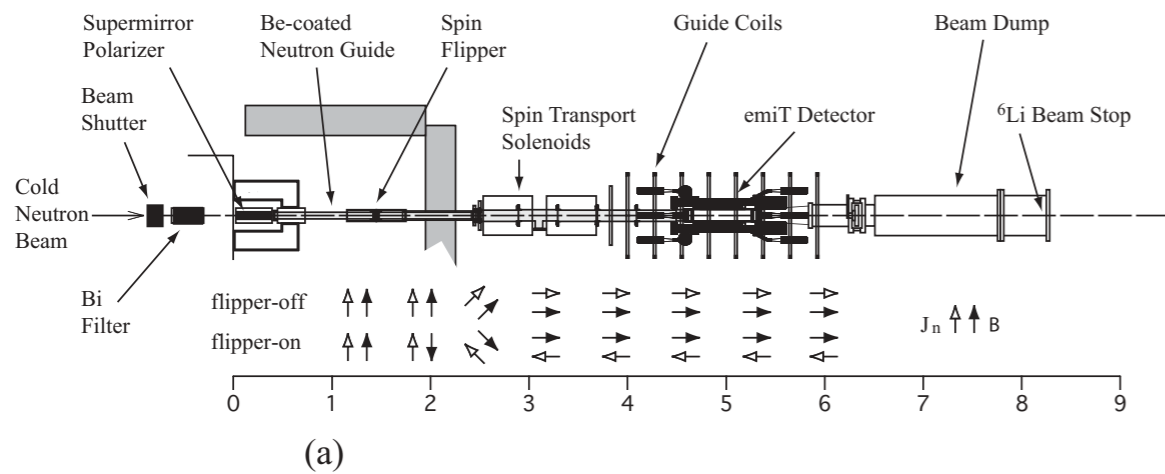 Supermirror
Polarizer
Be-coated
Neutron Guide
Spin
Flipper
Guide Coils
Beam Dump
Beam
Shutter
Spin Transport
Solenoids
emiT Detector
⁶Li Beam Stop
Cold
Neutron
Beam
Bi
Filter
flipper-off
flipper-on
Jn B
0 1 2 3 4 5 6 7 8 9
(a)